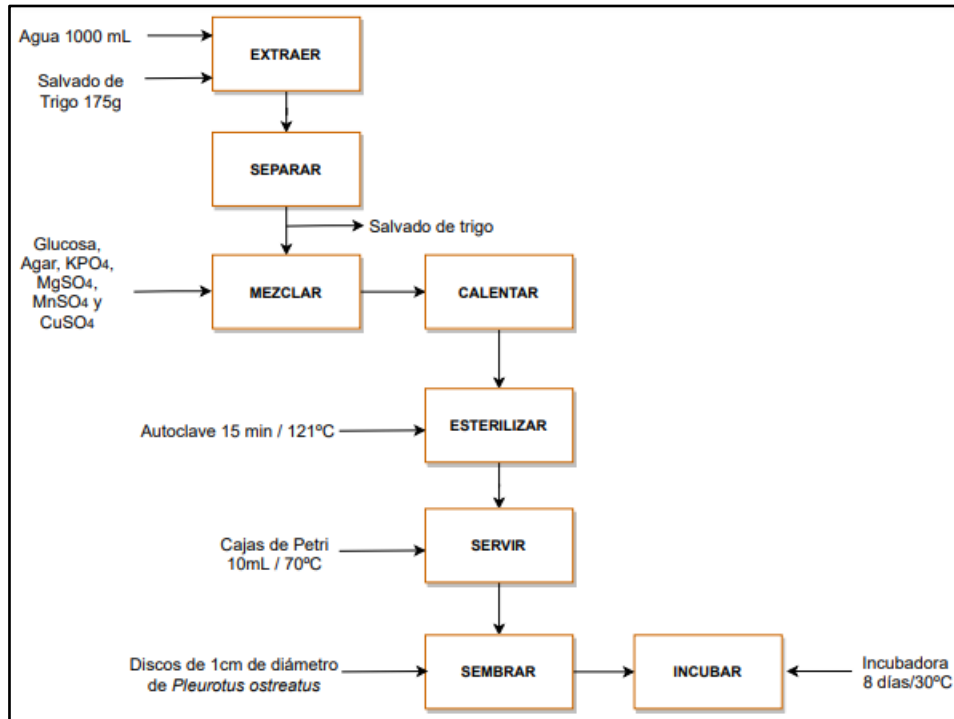 Agua 1000 mL
EXTRAER
Salvado de
Trigo 175g
SEPARAR
Salvado de trigo
Glucosa,
Agar, KPO4,
MgSO4,
MnSO4 y
CuSO4
MEZCLAR
CALENTAR
Autoclave 15 min / 121ºC
ESTERILIZAR
Cajas de Petri
10mL / 70ºC
SERVIR
Discos de 1cm de diámetro
de Pleurotus ostreatus
SEMBRAR
INCUBAR
Incubadora
8 días/30ºC